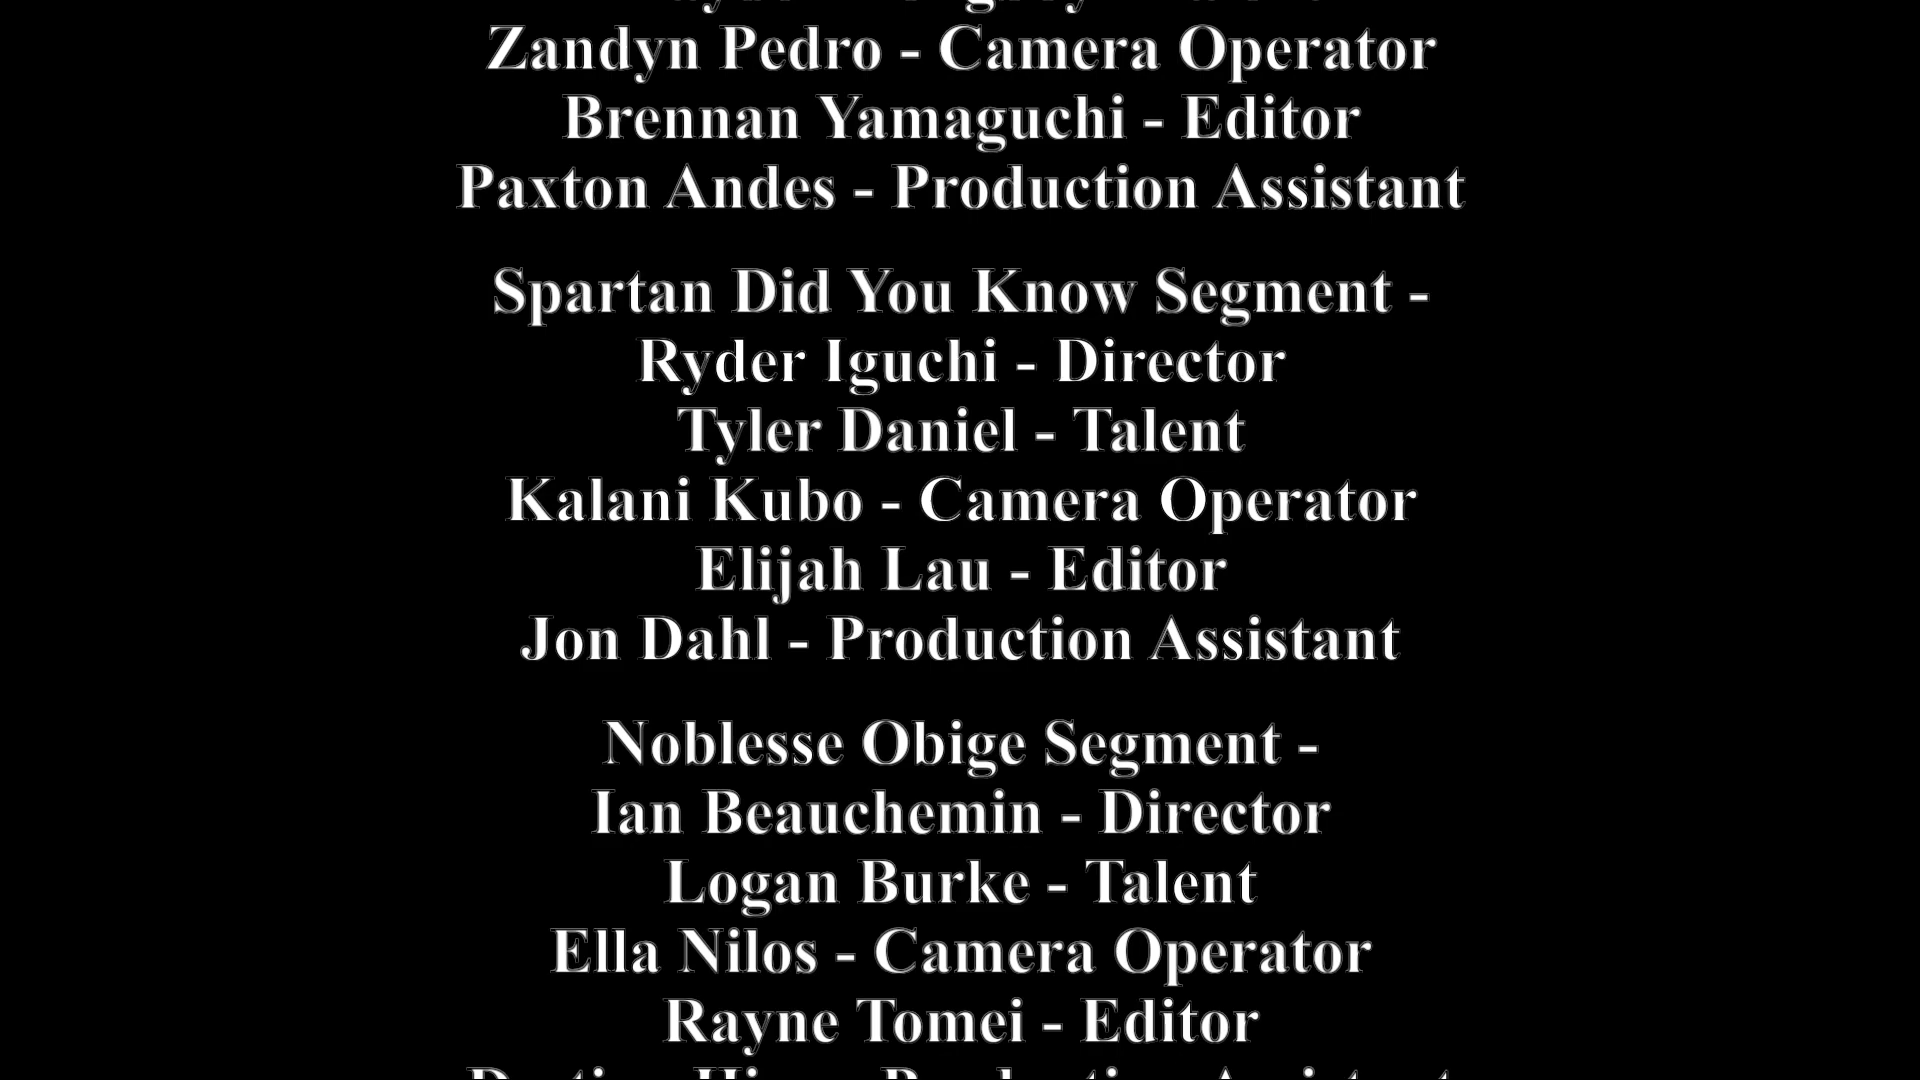 Zandyn Pedro - Camera Operator
Brennan Yamaguchi - Editor
Paxton Andes - Production Assistant
Spartan Did You Know Segment -
Ryder Iguchi - Director
Tyler Daniel - Talent
Kalani Kubo - Camera Operator
Elijah Lau - Editor
Jon Dahl - Production Assistant
Noblesse Obige Segment -
Ian Beauchemin - Director
Logan Burke - Talent
Ella Nilos - Camera Operator
Rayne Tomei - Editor
- Production Assistant